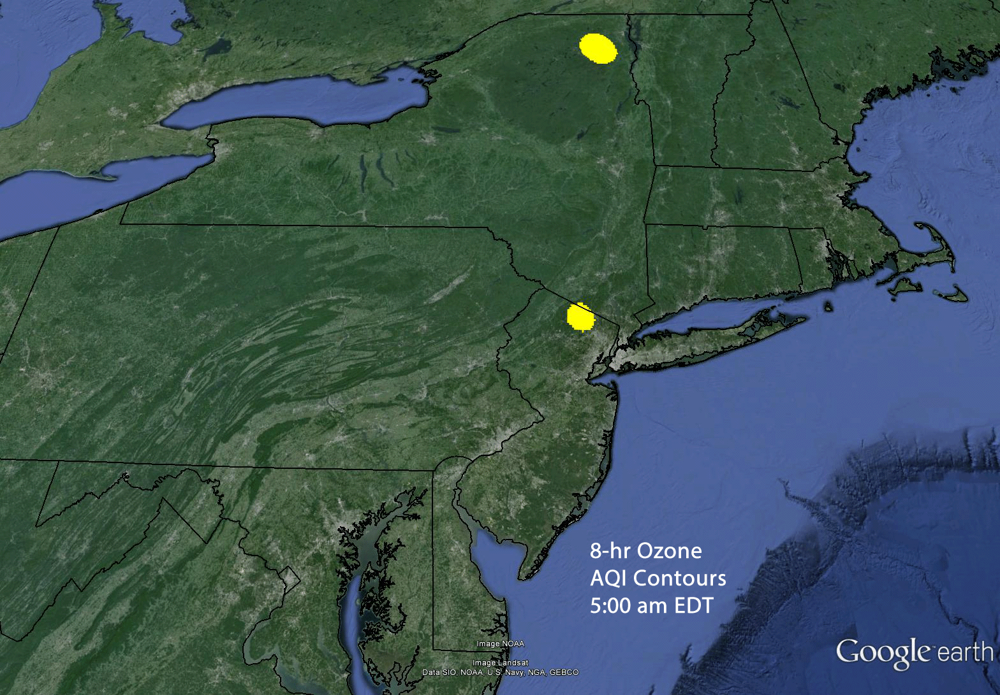 8-hr Ozone
AQI Contours
5:00 am EDT
Image NOAA
Image Landsat
Data SIO, NOAA, U.S. Navy, NGA, GEBCO
Google earth